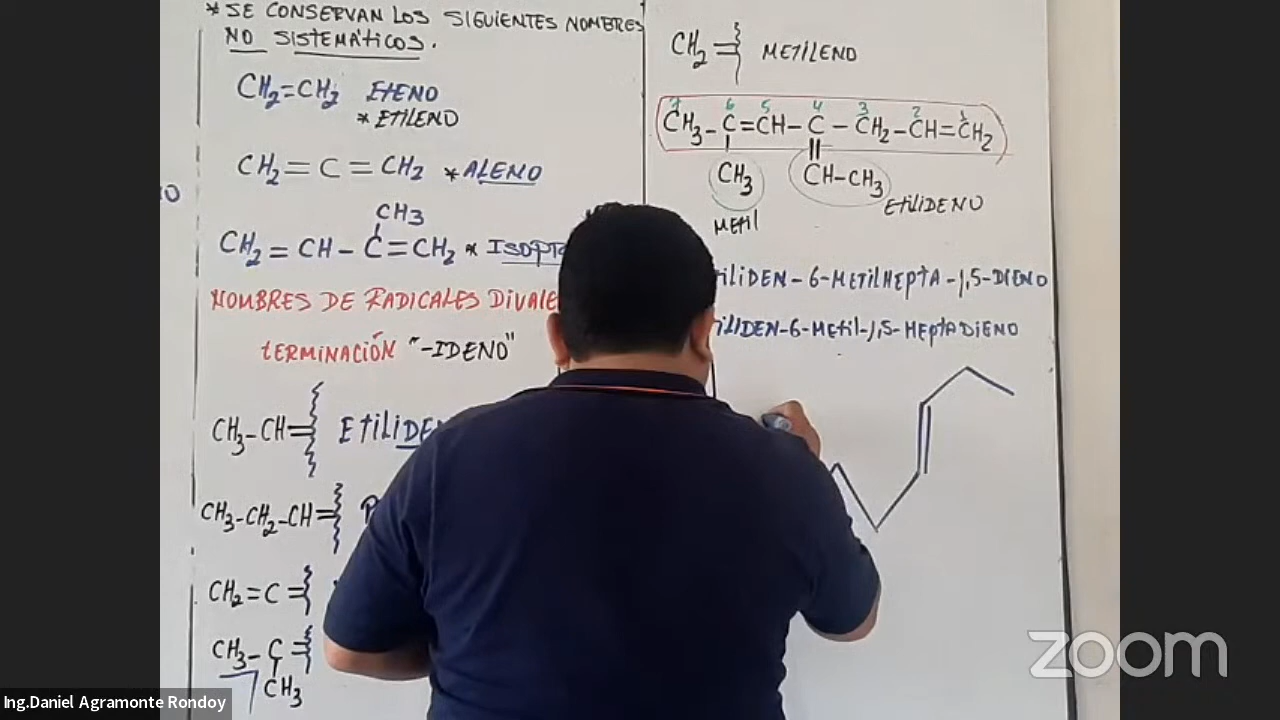 * SE CONSERVAN LOS SIGUIENTES NOMBRES
NO SISTEMÁTICOS.
CH2=CH2 ETENO
* ETILENO
CH2=C=CH2 * ALENO
CH3
CH2=CH-C=CH2 *
NOMBRES DE RADICALES
TERMINACIÓN "-IDENO"
CH3-CH=
CH3-CH2-CH=
CH2=C=
CH3-C=
CH3
CH2= METILENO
7 6 5 4 3 2 1
CH3-C=CH-C-CH2-CH=CH2
CH3 CH-CH3
METIL ETILIDENO
-6-METILHEPTA-1,5-DIENO
-6-METIL-1,5-HEPTADIENO
zoom
Ing.Daniel Agramonte Rondoy